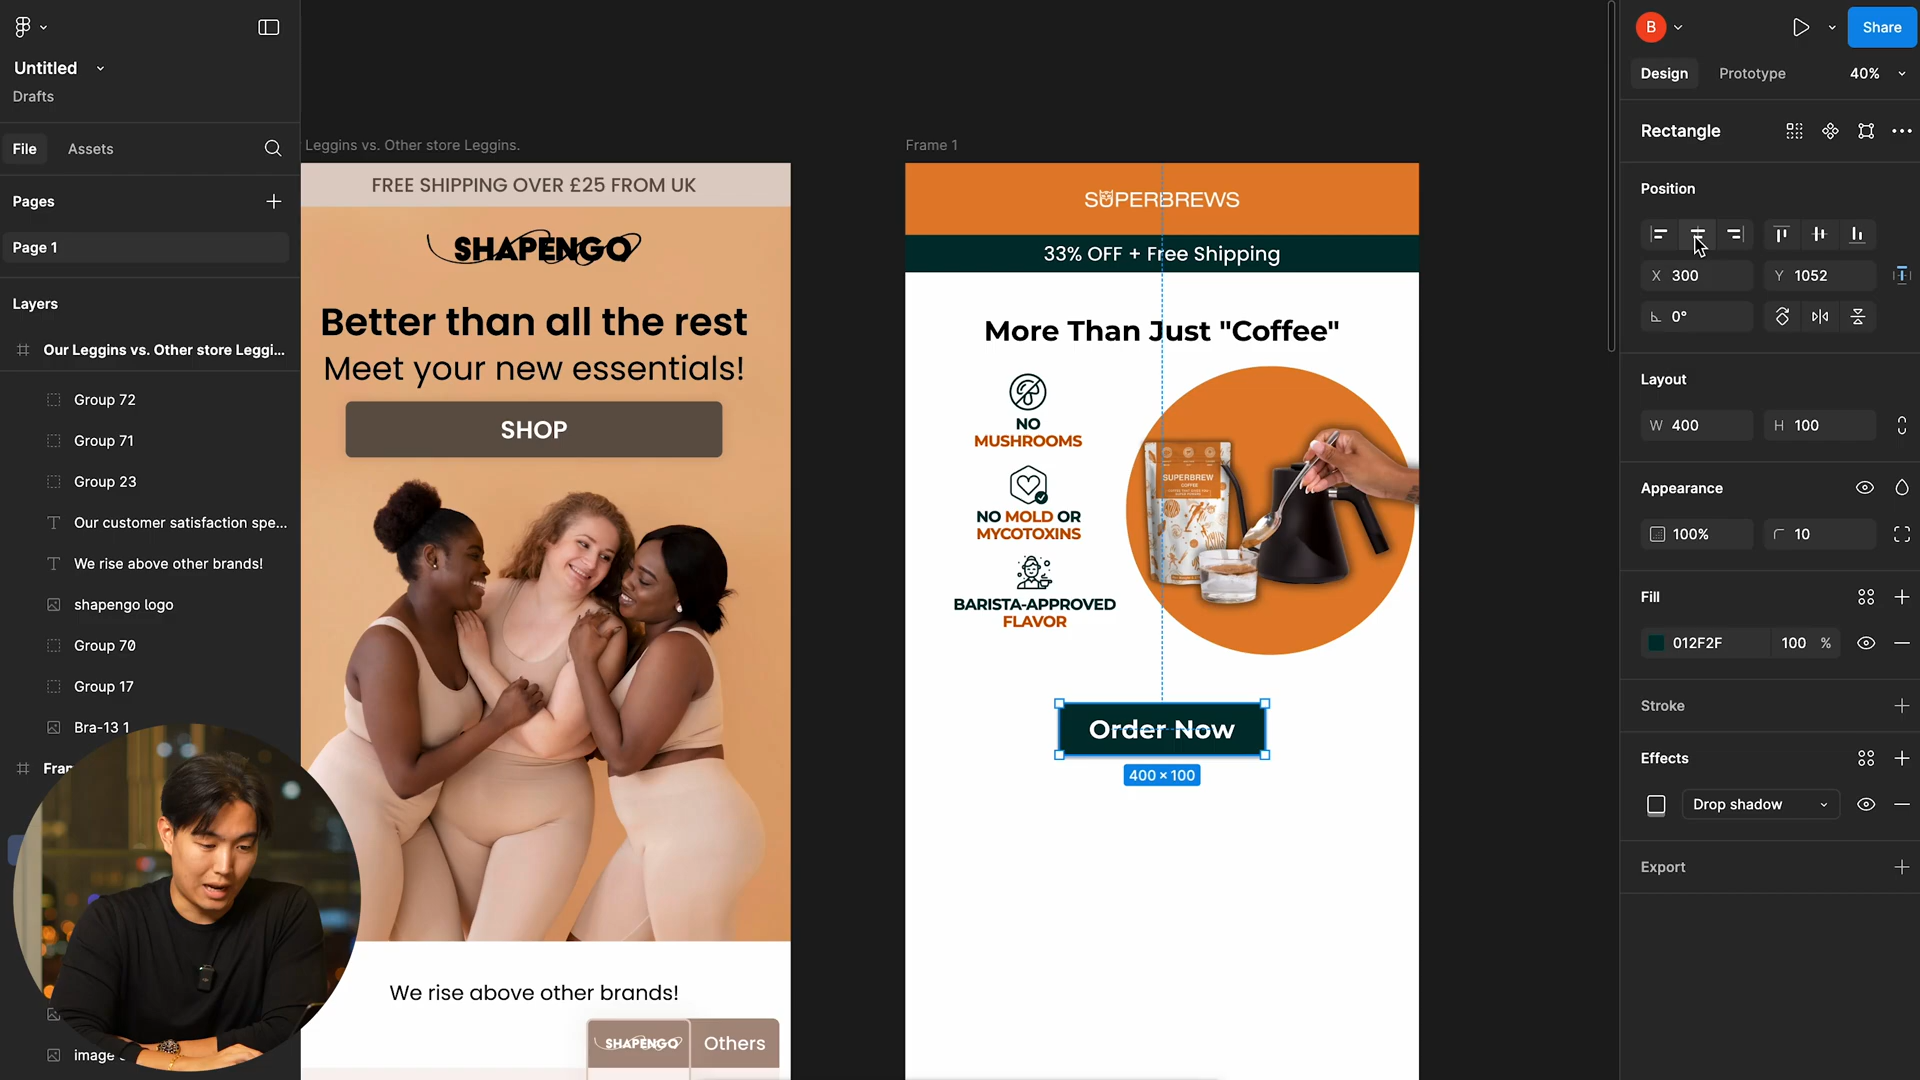 Untitled
Drafts
File
Assets
Pages
Page 1
Layers
Our Leggins vs. Other store Leggi...
Group 72
Group 71
Group 23
Our customer satisfaction spe...
We rise above other brands!
shapengo logo
Group 70
Group 17
Bra-13 1
Fran
image
Leggins vs. Other store Leggins.
FREE SHIPPING OVER £25 FROM UK
SHAPENGO
Better than all the rest
Meet your new essentials!
SHOP
We rise above other brands!
SHAPENGO
Others
Frame 1
SUPERBREWS
33% OFF + Free Shipping
More Than Just "Coffee"
NO
MUSHROOMS
NO MOLD OR
MYCOTOXINS
BARISTA-APPROVED
FLAVOR
SUPERBREW
COFFEE
Order Now
400 × 100
B
Share
Design
Prototype
40%
Rectangle
Position
X 300
Y 1052
0°
Layout
W 400
H 100
Appearance
100%
10
Fill
012F2F
100 %
Stroke
Effects
Drop shadow
Export